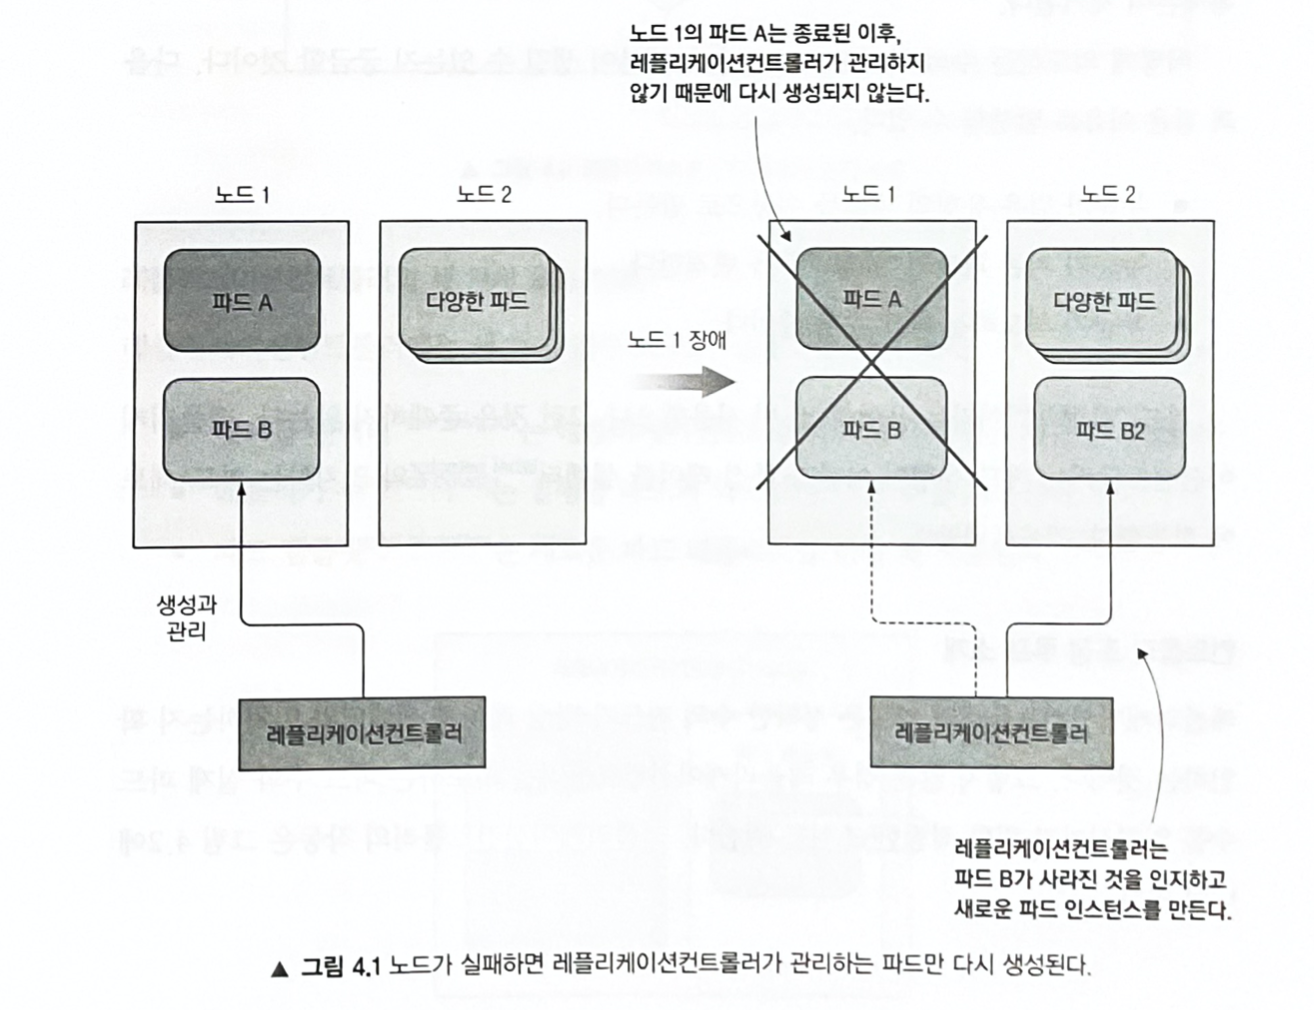 노드 1의 파드 A는 종료된 이후,
레플리케이션컨트롤러가 관리하지
않기 때문에 다시 생성되지 않는다.
노드 1
노드 2
파드 A
다양한 파드
파드 B
생성과
관리
레플리케이션컨트롤러
노드 1 장애
노드 1
노드 2
파드 A
다양한 파드
파드 B
파드 B2
레플리케이션컨트롤러
레플리케이션컨트롤러는
파드 B가 사라진 것을 인지하고
새로운 파드 인스턴스를 만든다.
▲ 그림 4.1 노드가 실패하면 레플리케이션컨트롤러가 관리하는 파드만 다시 생성된다.